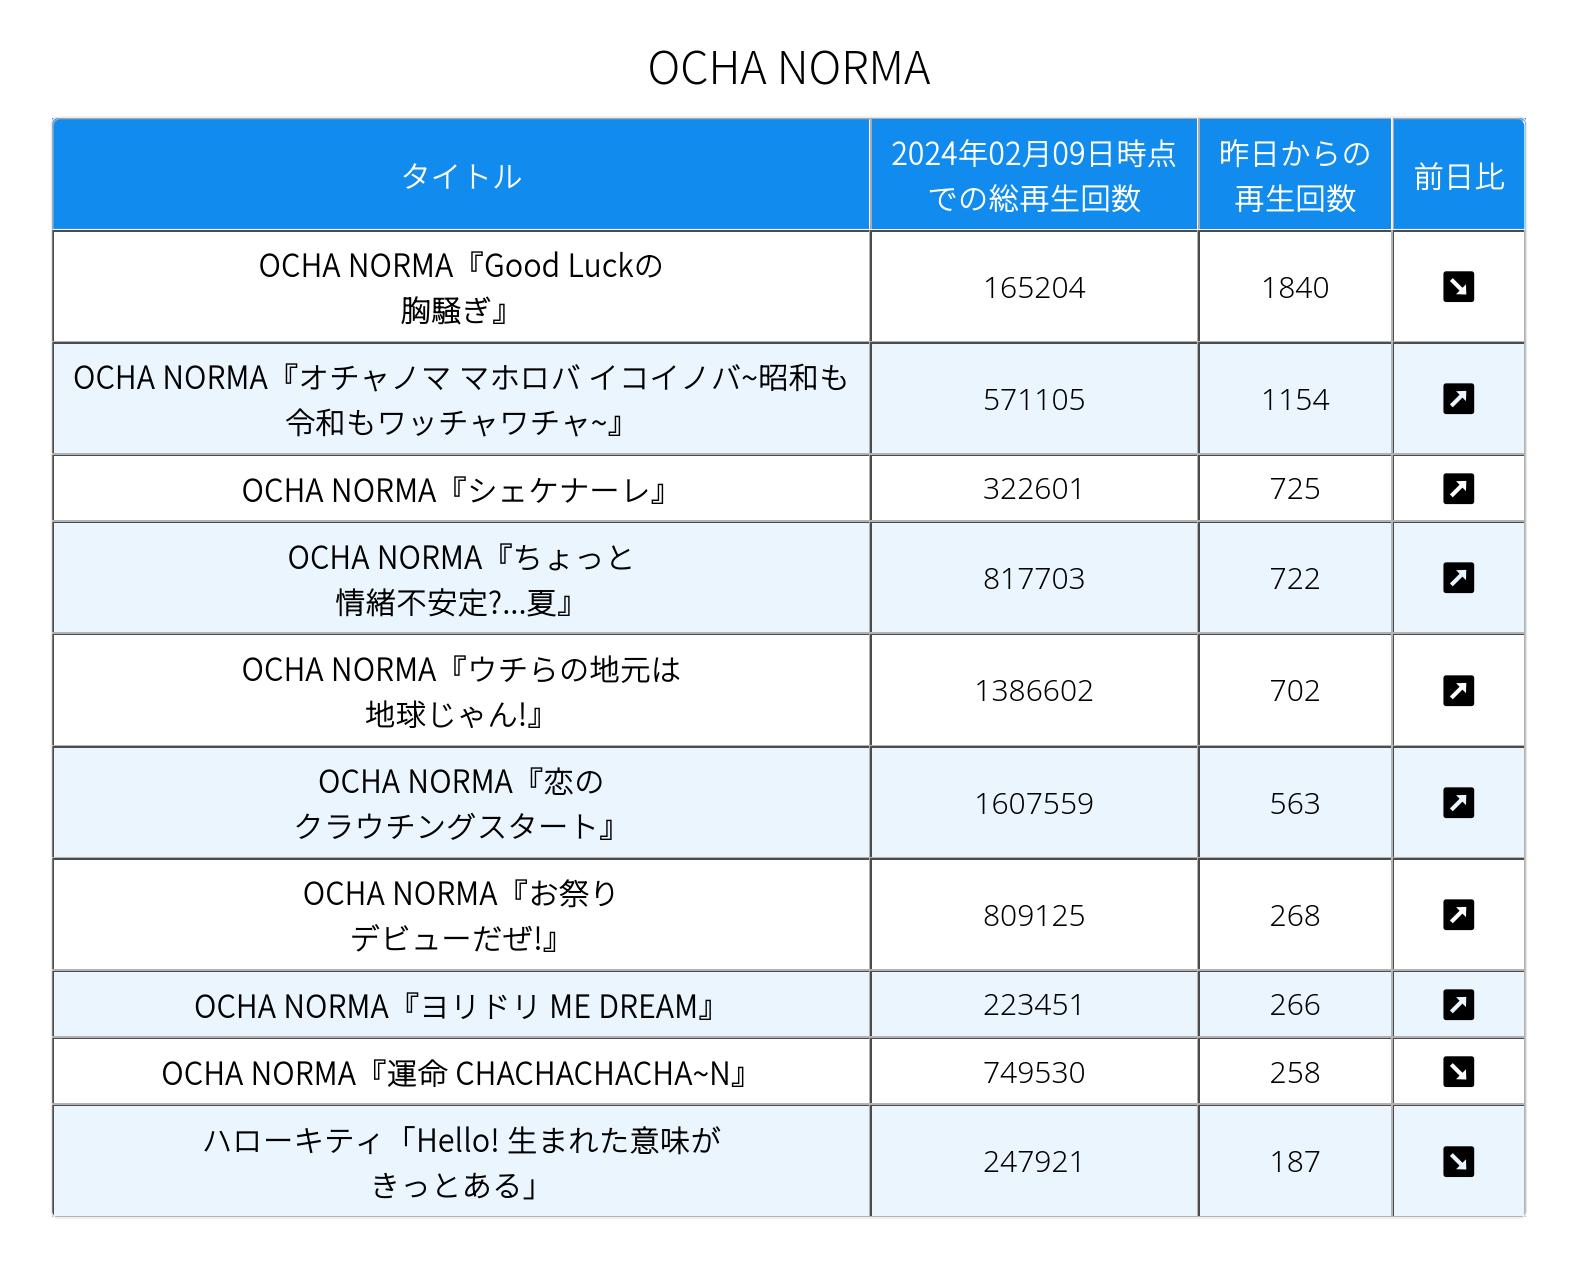 OCHA NORMA
タイトル
2024年02月09日時点
での総再生回数
昨日からの
再生回数
前日比
OCHA NORMA『Good Luckの
胸騒ぎ』
165204
1840
OCHA NORMA『オチャノマ マホロバ イコイノバ~昭和も
令和もワッチャワチャ~』
571105
1154
OCHA NORMA『シェケナーレ』
322601
725
OCHA NORMA『ちょっと
情緒不安定?...夏』
817703
722
OCHA NORMA『ウチらの地元は
地球じゃん!』
1386602
702
OCHA NORMA『恋の
クラウチングスタート』
1607559
563
OCHA NORMA『お祭り
デビューだぜ!』
809125
268
OCHA NORMA『ヨリドリ ME DREAM』
223451
266
OCHA NORMA『運命 CHACHACHACHA~N』
749530
258
ハローキティ「Hello! 生まれた意味が
きっとある」
247921
187